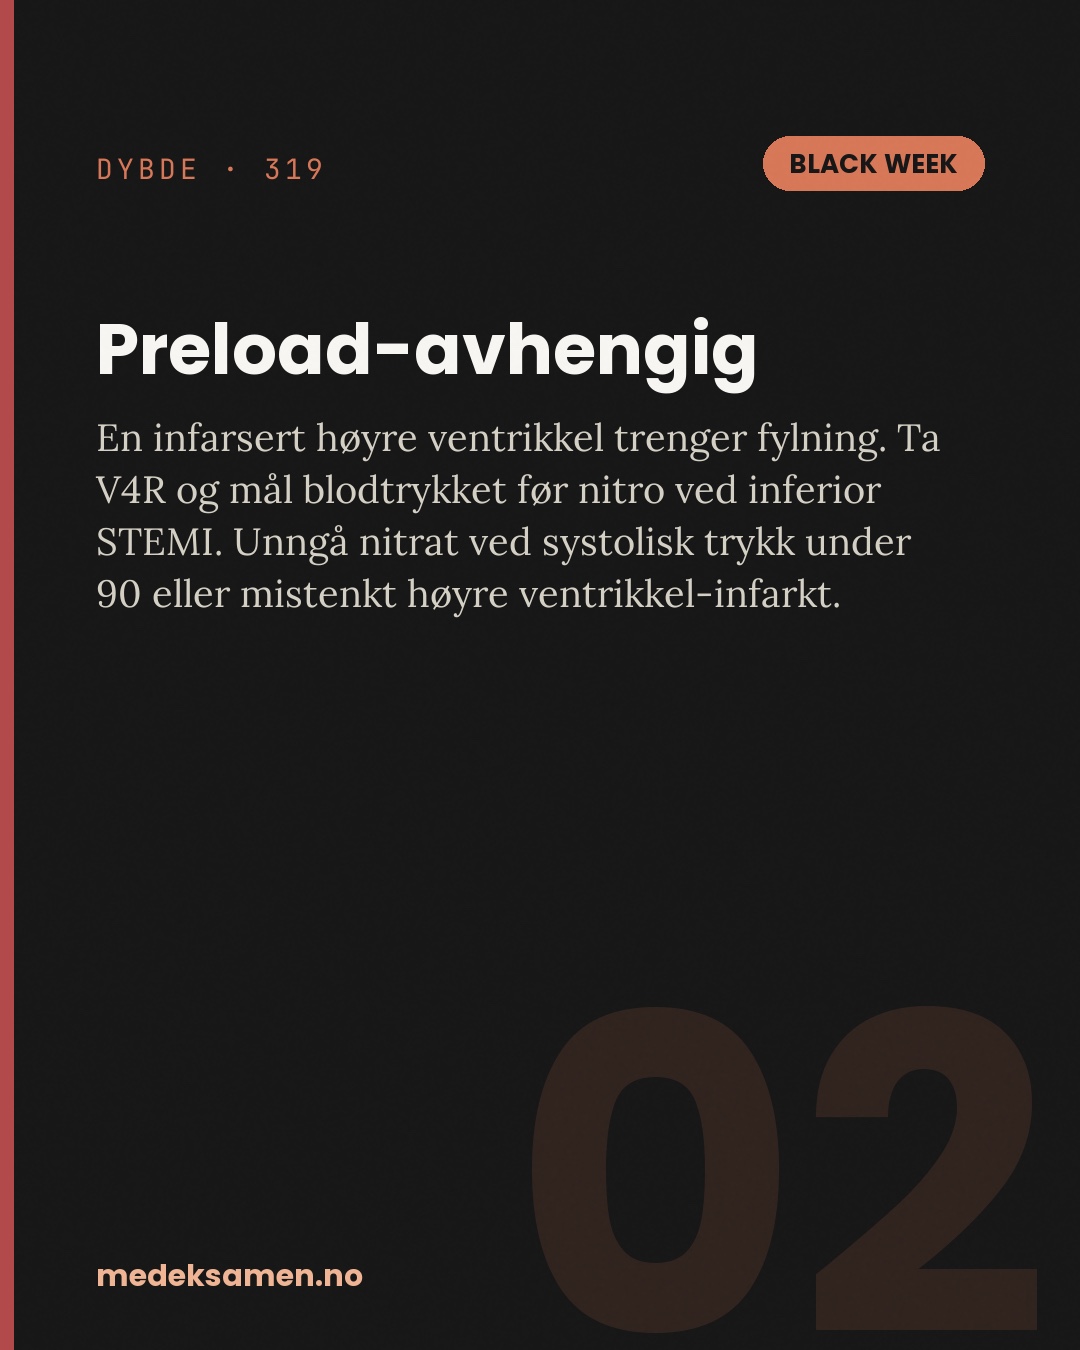 DYBDE · 319
BLACK WEEK
Preload-avhengig
En infarsert høyre ventrikkel trenger fylning. Ta
V4R og mål blodtrykket før nitro ved inferior
STEMI. Unngå nitrat ved systolisk trykk under
90 eller mistenkt høyre ventrikkel-infarkt.
02
medeksamen.no